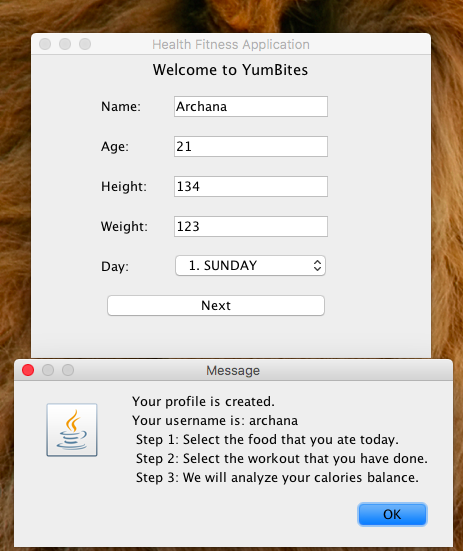 Health Fitness Application
Welcome to YumBites
Name: Archana
Age: 21
Height: 134
Weight: 123
Day: 1. SUNDAY
Next
Message
Your profile is created.
Your username is: archana
Step 1: Select the food that you ate today.
Step 2: Select the workout that you have done.
Step 3: We will analyze your calories balance.
OK